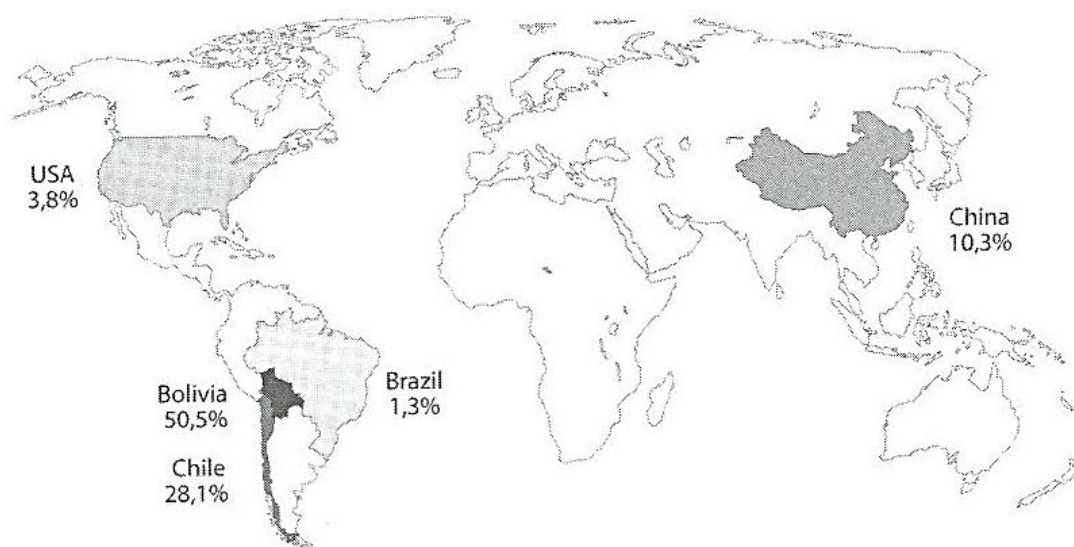 USA
3,8%
China
10,3%
Bolivia
50,5%
Brazil
1,3%
Chile
28,1%